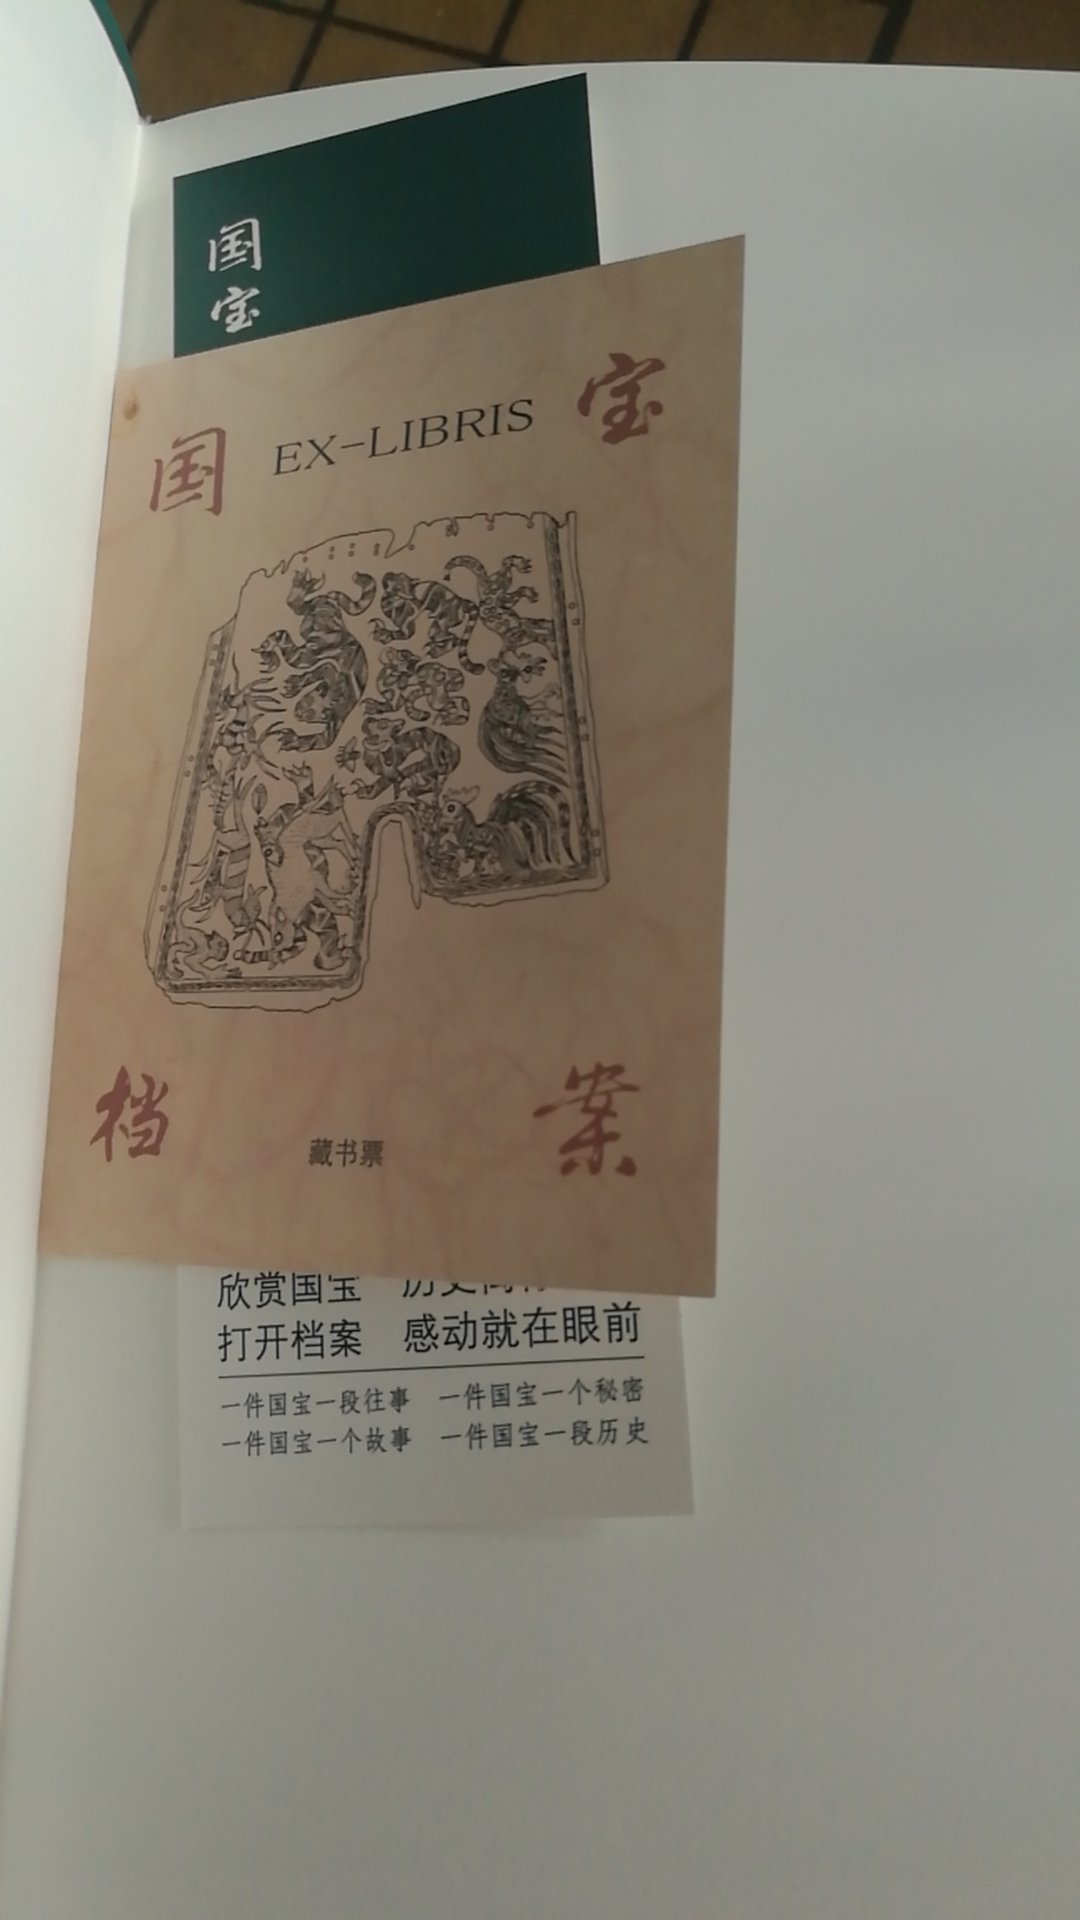 国
宝
国 EX-LIBRIS 宝
档 藏书票 案
欣赏国宝 历史
打开档案 感动就在眼前
一件国宝一段往事 一件国宝一个秘密
一件国宝一个故事 一件国宝一段历史